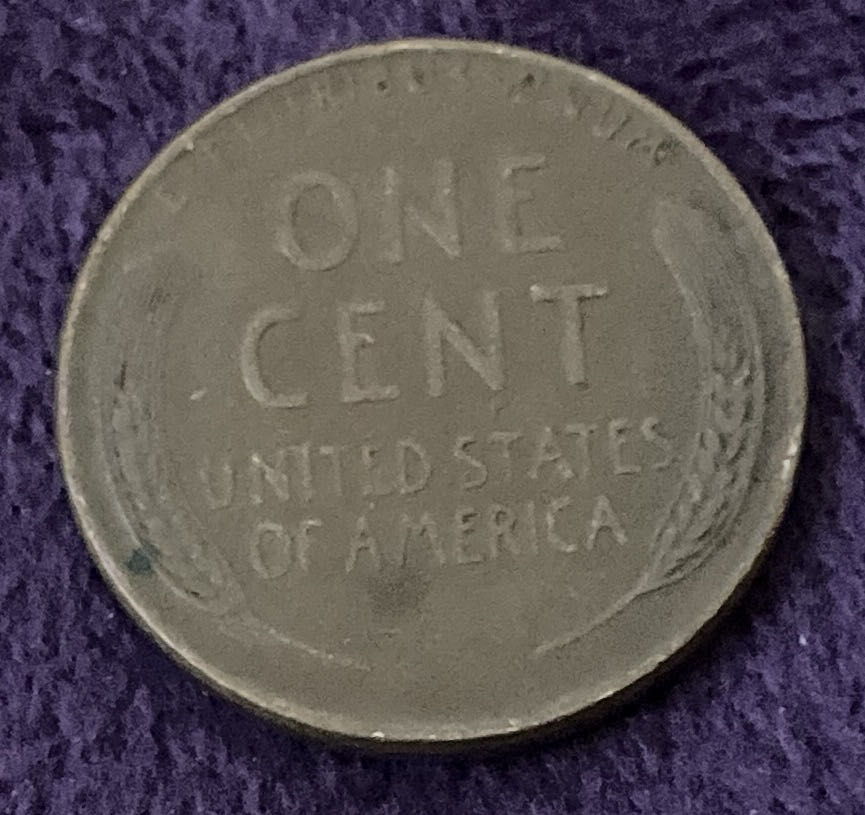 ONE
CENT
UNITED STATES
OF AMERICA